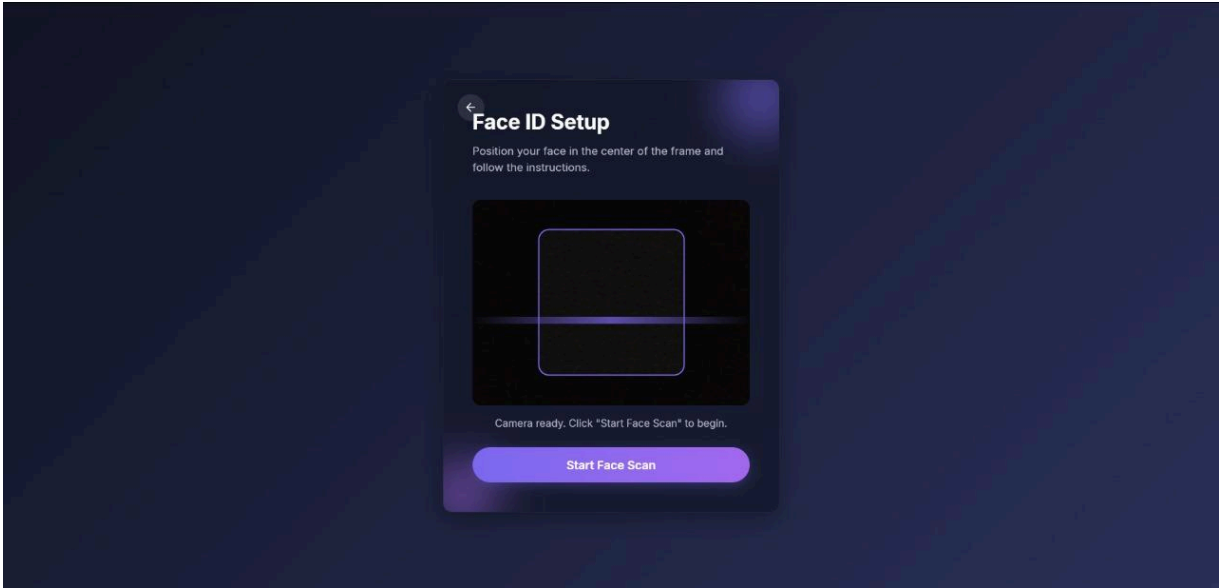 Face ID Setup
Position your face in the center of the frame and
follow the instructions.
Camera ready. Click "Start Face Scan" to begin.
Start Face Scan